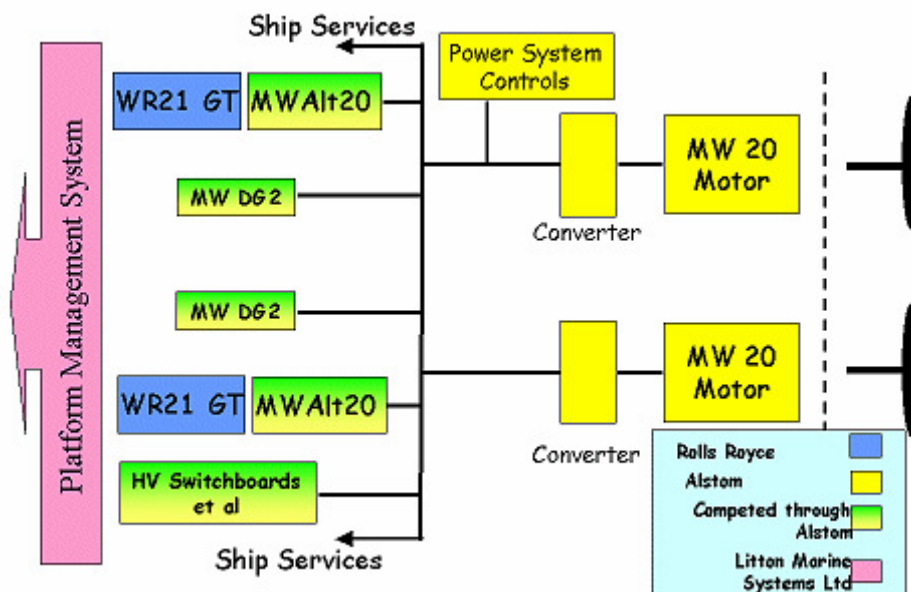 Ship Services
Power System
Controls
WR21 GT
MWAlt20
MW 20
Motor
MW DG2
Converter
Platform Management System
MW DG2
MW 20
Motor
WR21 GT
MWAlt20
Converter
HV Switchboards
et al
Ship Services
Rolls Royce
Alstom
Competed through
Alstom
Litton Marine
Systems Ltd